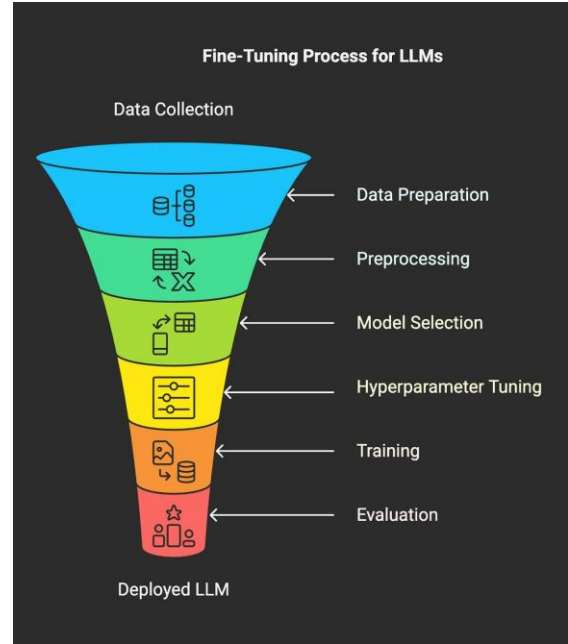 Fine-Tuning Process for LLMs
Data Collection
Data Preparation
Preprocessing
Model Selection
Hyperparameter Tuning
Training
Evaluation
Deployed LLM